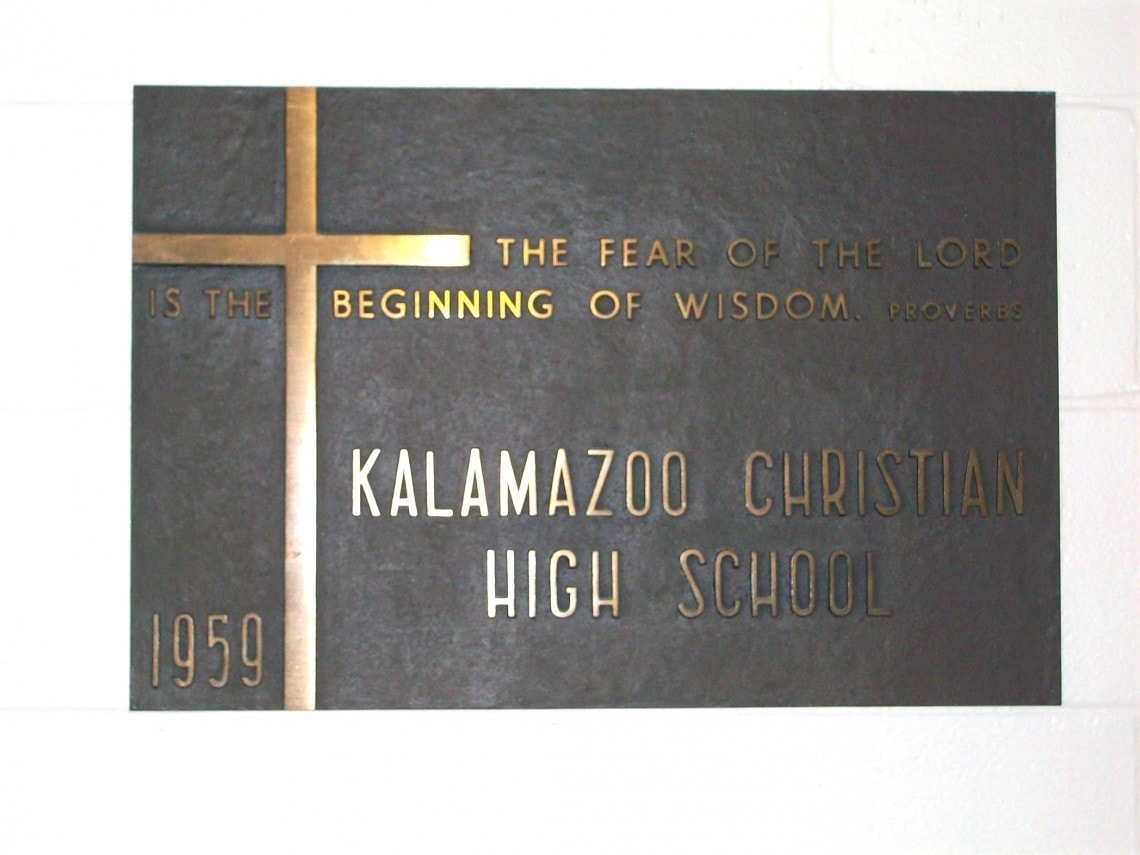 THE FEAR OF THE LORD
IS THE BEGINNING OF WISDOM. PROVERBS
KALAMAZOO CHRISTIAN
HIGH SCHOOL
1959